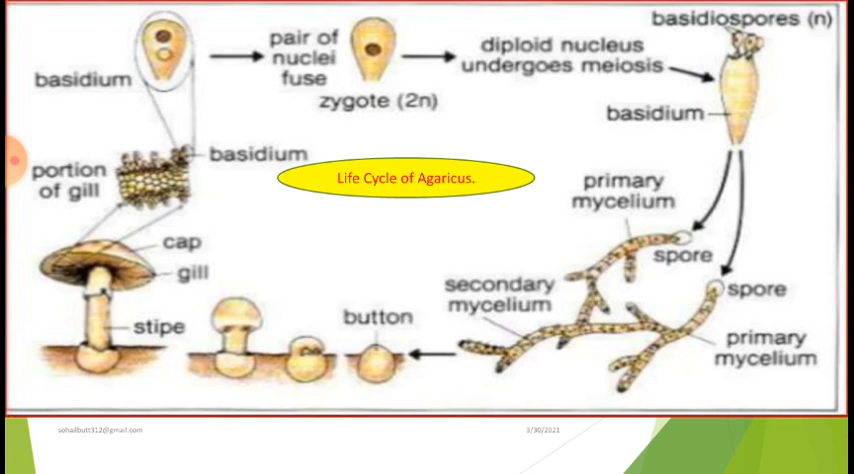 basidiospores (n)
basidium
pair of
nuclei
fuse
zygote (2n)
diploid nucleus
undergoes meiosis
basidium
basidium
portion
of gill
Life Cycle of Agaricus.
primary
mycelium
spore
cap
gill
stipe
button
secondary
mycelium
spore
primary
mycelium
sohailbutt312@gmail.com
3/30/2021